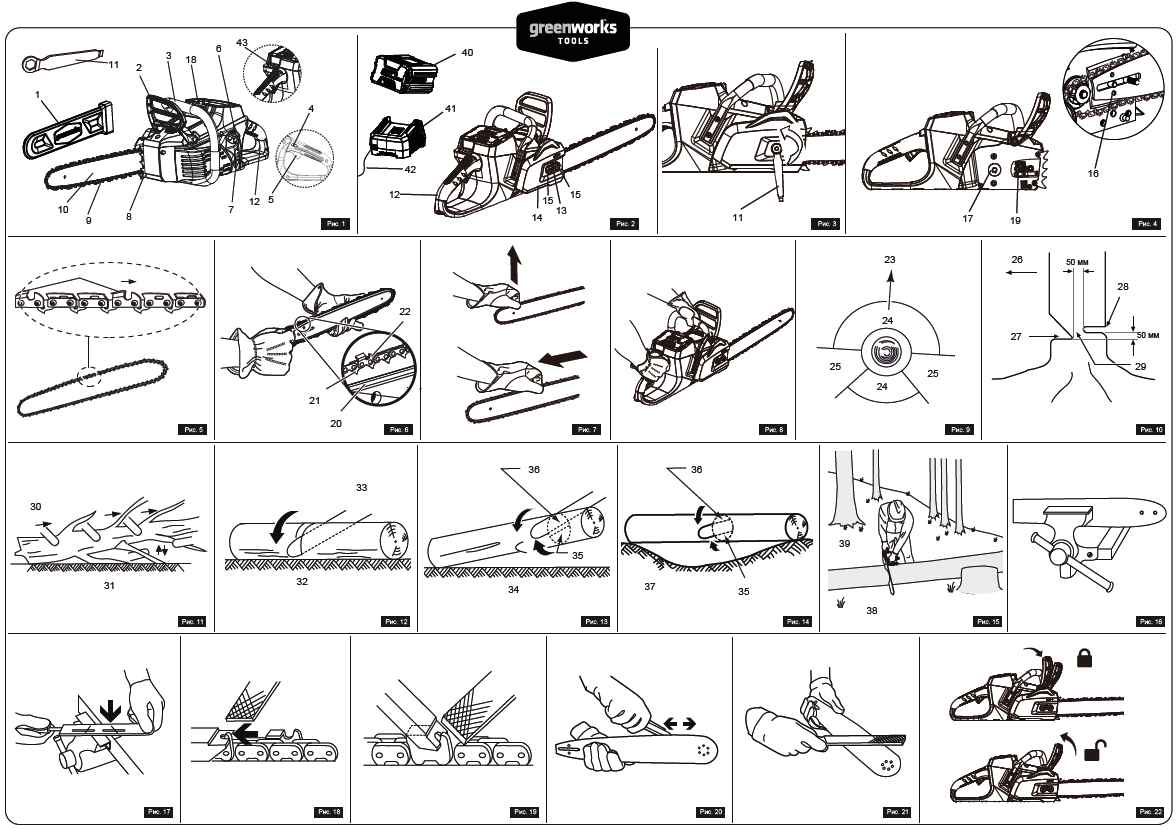 greenworks
TOOLS
11
1
2
3
18
6
43
4
5
12
7
8
9
10
Рис. 1
40
41
42
12
14
15
13
15
Рис. 2
11
Рис. 3
16
17
19
Рис. 4
Рис. 5
22
21
20
Рис. 6
Рис. 7
Рис. 8
23
24
25
25
24
Рис. 9
26
50 мм
28
27
50 мм
29
Рис. 10
30
31
Рис. 11
33
32
Рис. 12
36
35
34
Рис. 13
36
37
35
Рис. 14
39
38
Рис. 15
Рис. 16
Рис. 17
Рис. 18
Рис. 19
Рис. 20
Рис. 21
Рис. 22